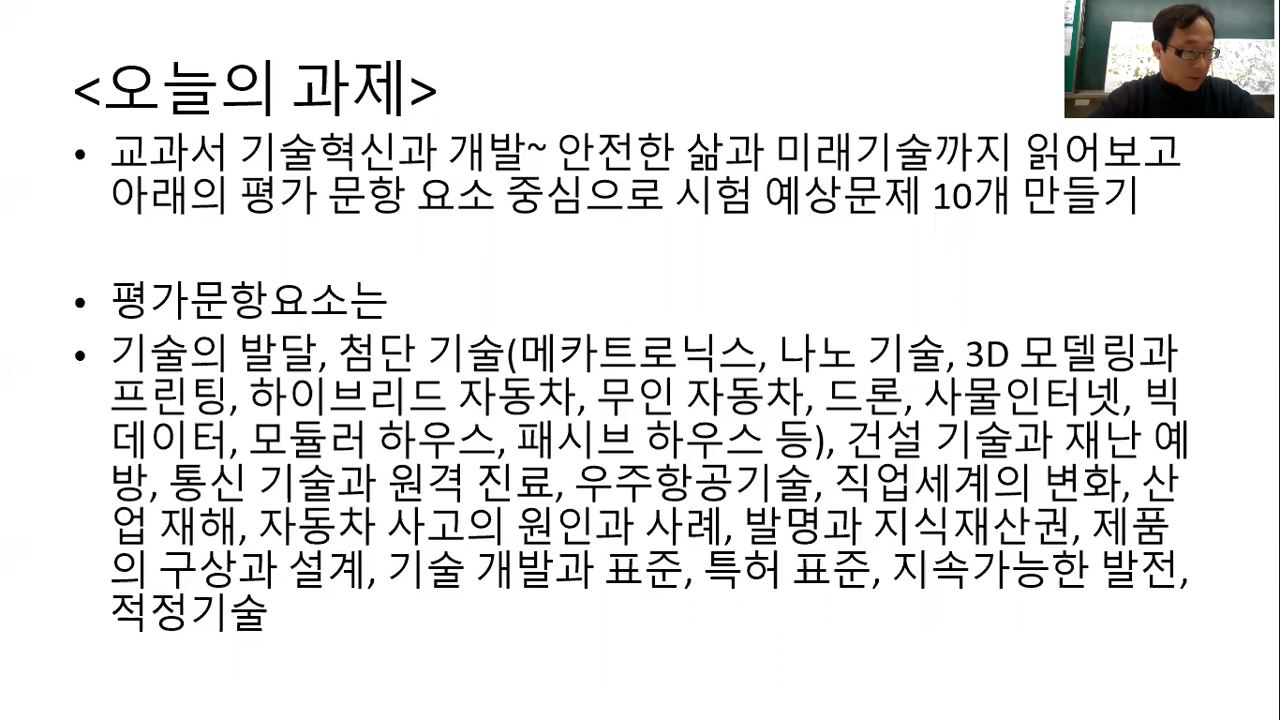 <오늘의 과제>
• 교과서 기술혁신과 개발~ 안전한 삶과 미래기술까지 읽어보고
아래의 평가 문항 요소 중심으로 시험 예상문제 10개 만들기
• 평가문항요소는
• 기술의 발달, 첨단 기술(메카트로닉스, 나노 기술, 3D 모델링과
프린팅, 하이브리드 자동차, 무인 자동차, 드론, 사물인터넷, 빅
데이터, 모듈러 하우스, 패시브 하우스 등), 건설 기술과 재난 예
방, 통신 기술과 원격 진료, 우주항공기술, 직업세계의 변화, 산
업 재해, 자동차 사고의 원인과 사례, 발명과 지식재산권, 제품
의 구상과 설계, 기술 개발과 표준, 특허 표준, 지속가능한 발전,
적정기술